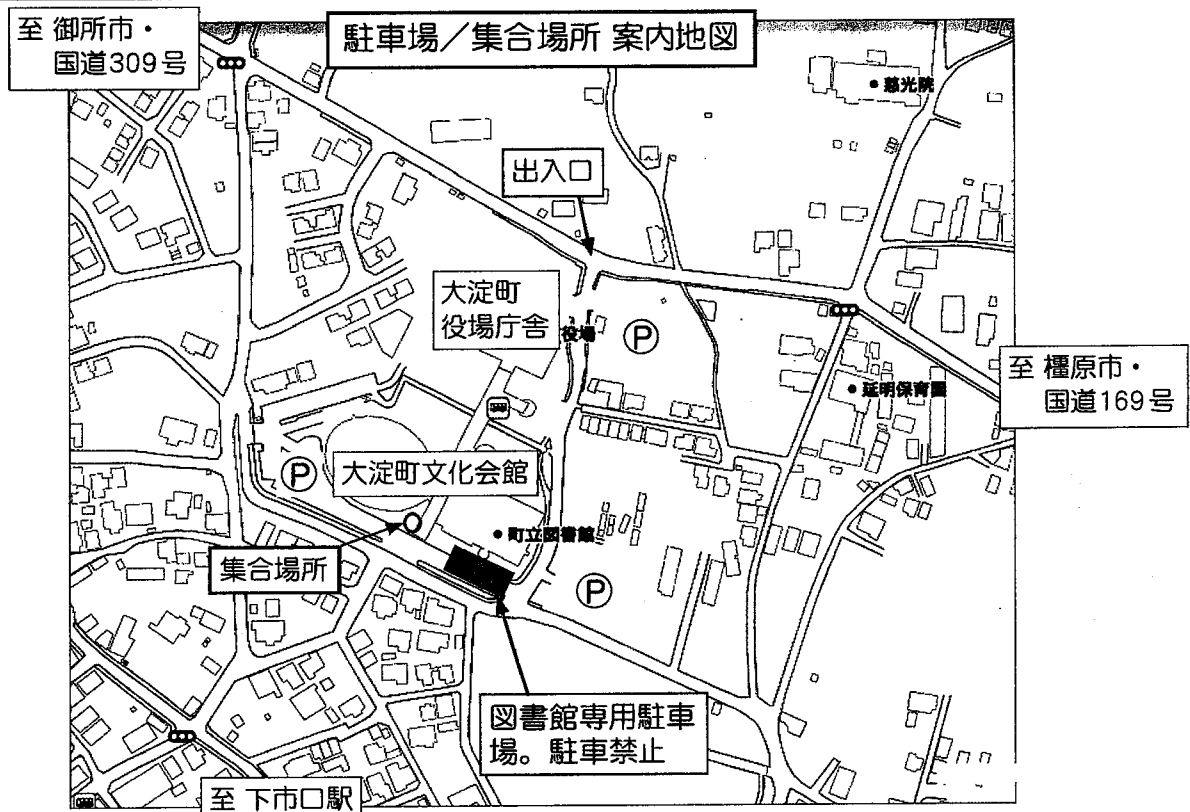 至 御所市・
国道309号
駐車場／集合場所 案内地図
慈光院
出入口
大淀町
役場庁舎
役場
P
至 橿原市・
国道169号
延明保育園
P
大淀町文化会館
町立図書館
集合場所
P
図書館専用駐車
場。駐車禁止
至 下市口駅